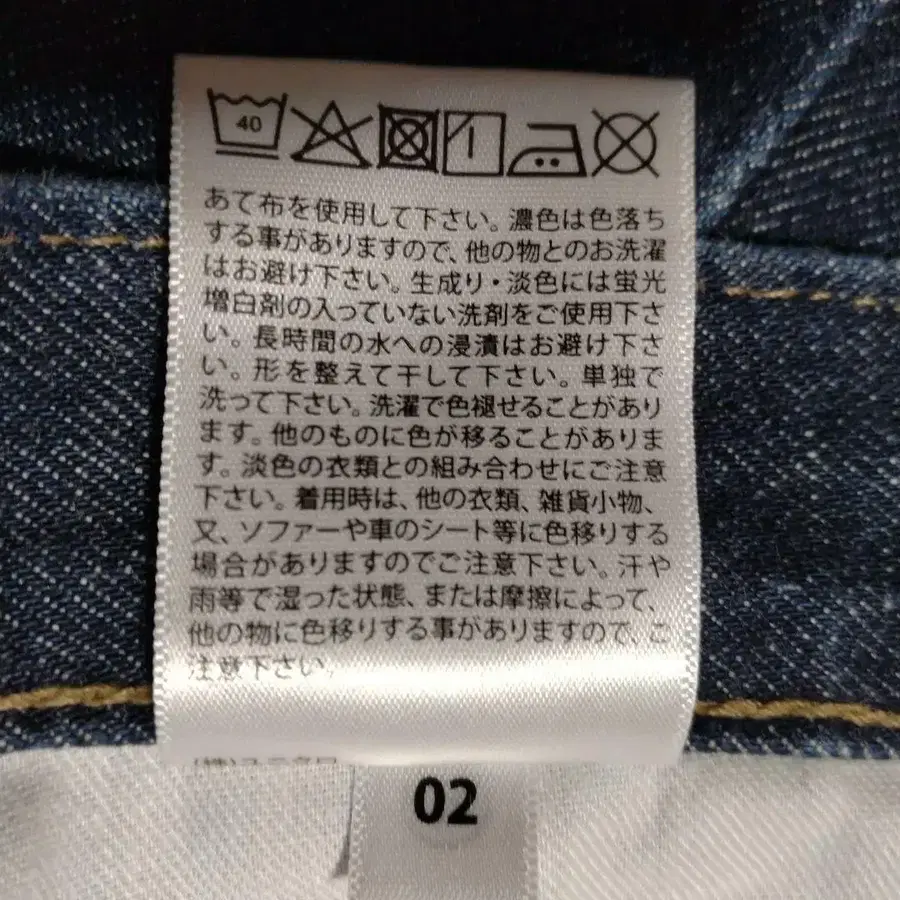 40
あて布を使用して下さい。濃色は色落ち
する事がありますので、他の物とのお洗濯
はお避け下さい。生成り・淡色には蛍光
増白剤の入っていない洗剤をご使用下さ
い。長時間の水への浸漬はお避け下さ
い。形を整えて干して下さい。単独で
洗って下さい。洗濯で色褪せることがあり
ます。他のものに色が移ることがありま
す。淡色の衣類との組み合わせにご注意
下さい。着用時は、他の衣類、雑貨小物、
又、ソファーや車のシート等に色移りする
場合がありますのでご注意下さい。汗や
雨等で湿った状態、または摩擦によって、
他の物に色移りする事がありますので、ご
注意下さい。
02